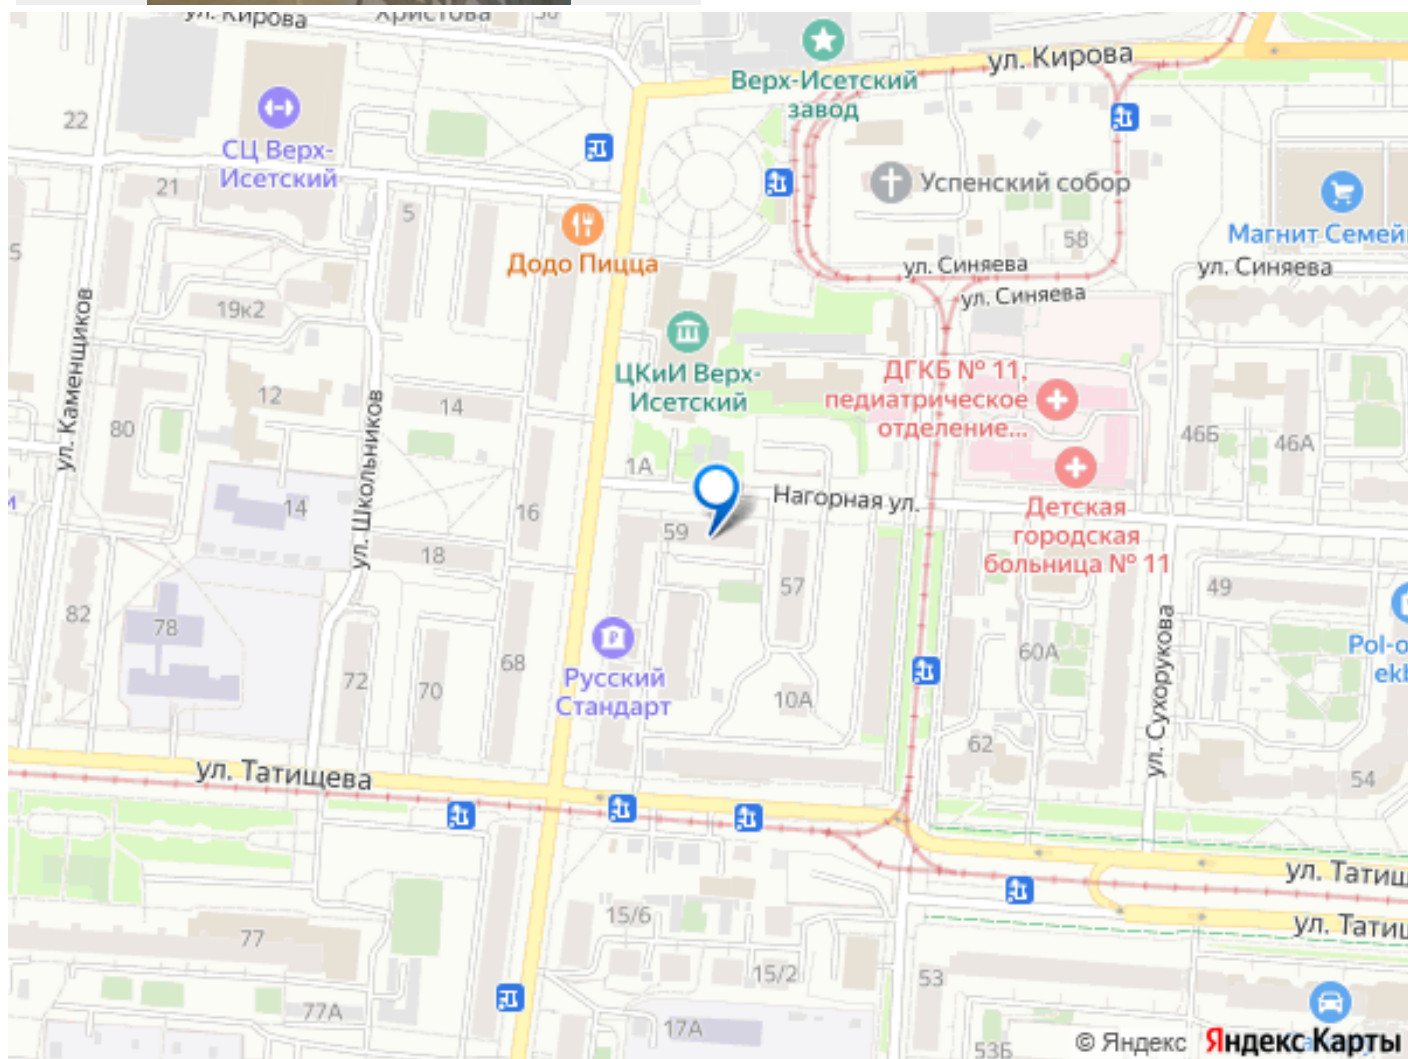 ул. Кирова
Христова
ул. Кирова
Верх-Исетский
завод
22
СЦ Верх-
Исетский
21
5
Успенский собор
58
Магнит Семей
Додо Пицца
ул. Синяева
ул. Синяева
ул. Синяева
5
19к2
ул. Каменщиков
ЦКиИ Верх-
Исетский
ДГКБ № 11,
педиатрическое
отделение...
12
14
80
ул. Школьников
46Б
46А
1А
14
16
Нагорная ул.
59
Детская
городская
больница № 11
18
57
49
82
78
Русский
Стандарт
68
60А
72
70
10А
Pol-o
ekb
ул. Сухорукова
62
54
ул. Татищева
ул. Татищ
15/6
ул. Татищ
77
15/2
53
77А
17А
53Б
© Яндекс Яндекс Карты